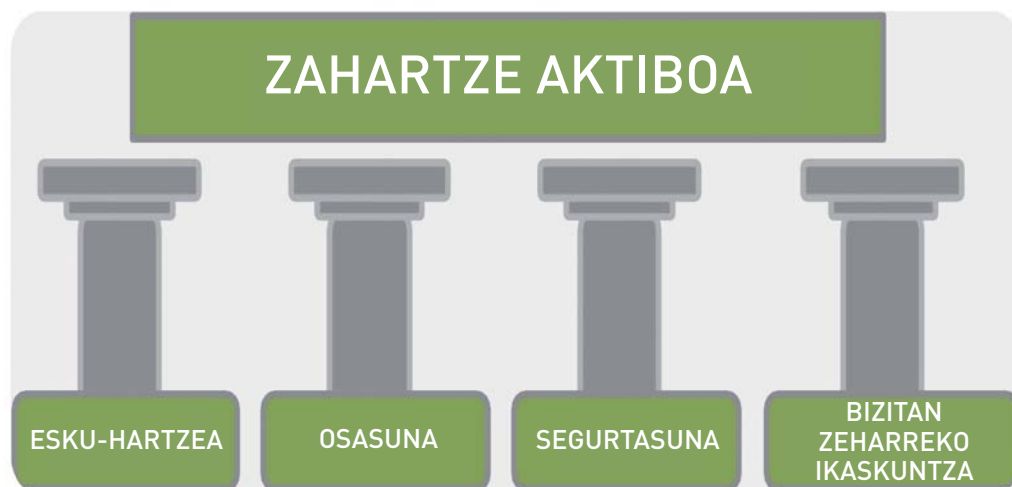 ZAHARTZE AKTIBOA
ESKU-HARTZEA
OSASUNA
SEGURTASUNA
BIZITAN
ZEHARREKO
IKASKUNTZA